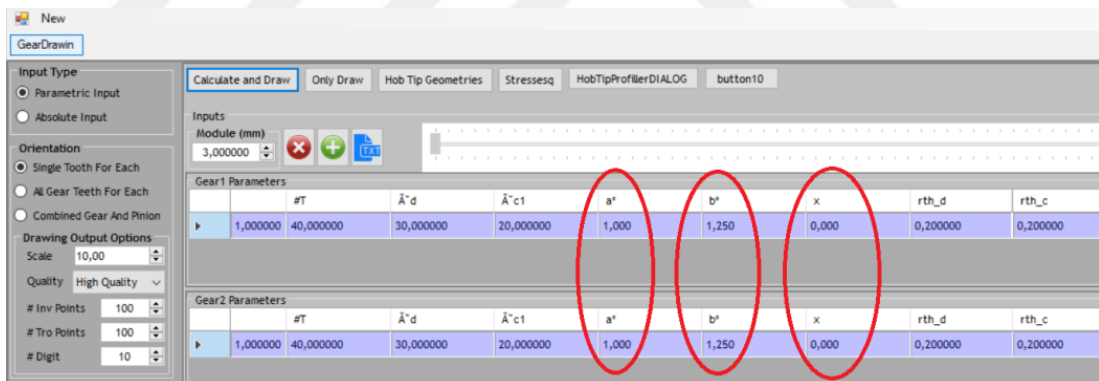 New
GearDrawin
Input Type
Parametric Input
Absolute Input
Orientation
Single Tooth For Each
All Gear Teeth For Each
Combined Gear And Pinion
Drawing Output Options
Scale 10,00
Quality High Quality
# Inv Points 100
# Tro Points 100
# Digit 10
Calculate and Draw Only Draw Hob Tip Geometries Stressesq HobTipProfilerDIALOG button10
Inputs
Module (mm)
3,000000 TXT
Gear1 Parameters
#T Ã˜d Ã˜c1 a* b* x rth_d rth_c
1,000000 40,000000 30,000000 20,000000 1,000 1,250 0,000 0,200000 0,200000
Gear2 Parameters
#T Ã˜d Ã˜c1 a* b* x rth_d rth_c
1,000000 40,000000 30,000000 20,000000 1,000 1,250 0,000 0,200000 0,200000